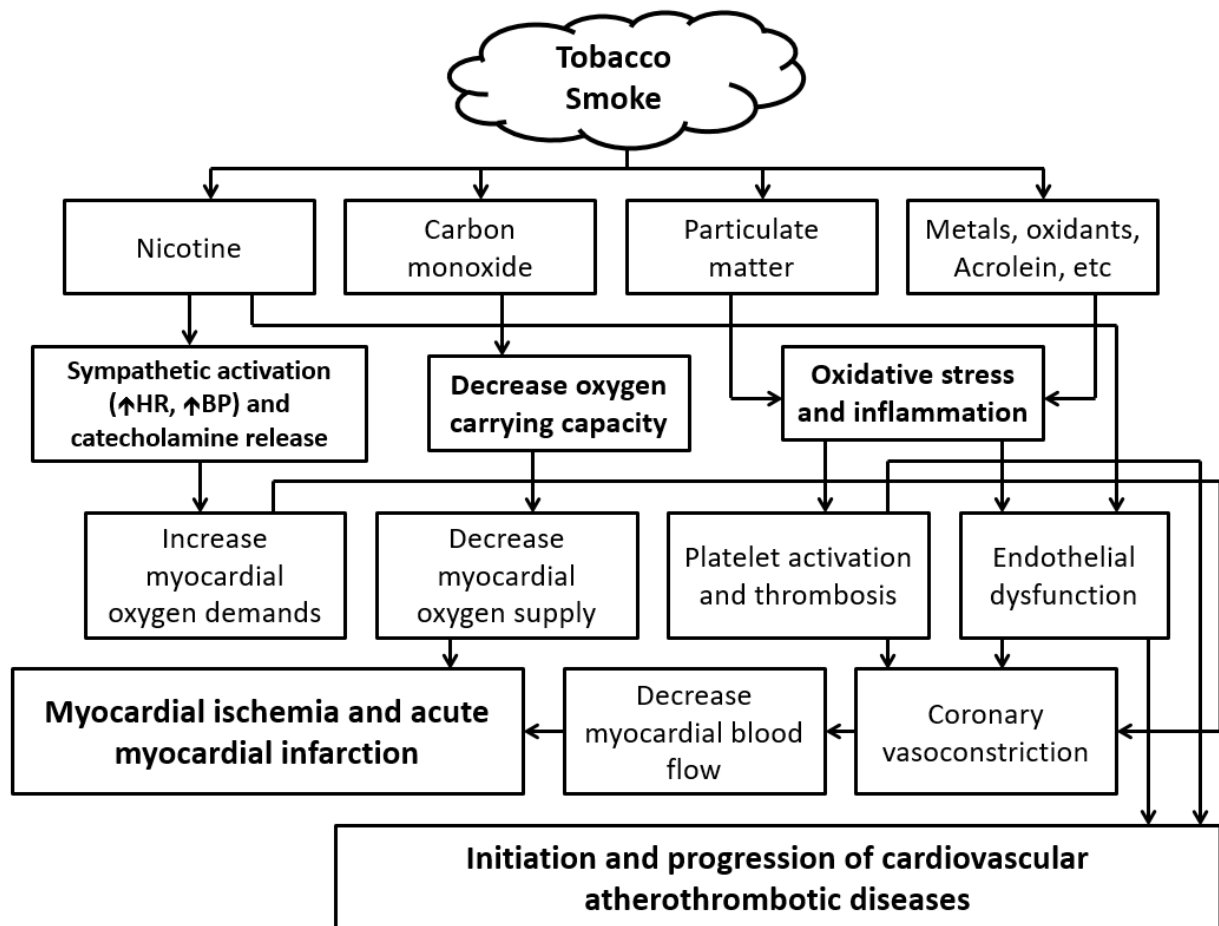 Tobacco
Smoke
Nicotine
Carbon
monoxide
Particulate
matter
Metals, oxidants,
Acrolein, etc
Sympathetic activation
(↑HR, ↑BP) and
catecholamine release
Decrease oxygen
carrying capacity
Oxidative stress
and inflammation
Increase
myocardial
oxygen demands
Decrease
myocardial
oxygen supply
Platelet activation
and thrombosis
Endothelial
dysfunction
Myocardial ischemia and acute
myocardial infarction
Decrease
myocardial blood
flow
Coronary
vasoconstriction
Initiation and progression of cardiovascular
atherothrombotic diseases